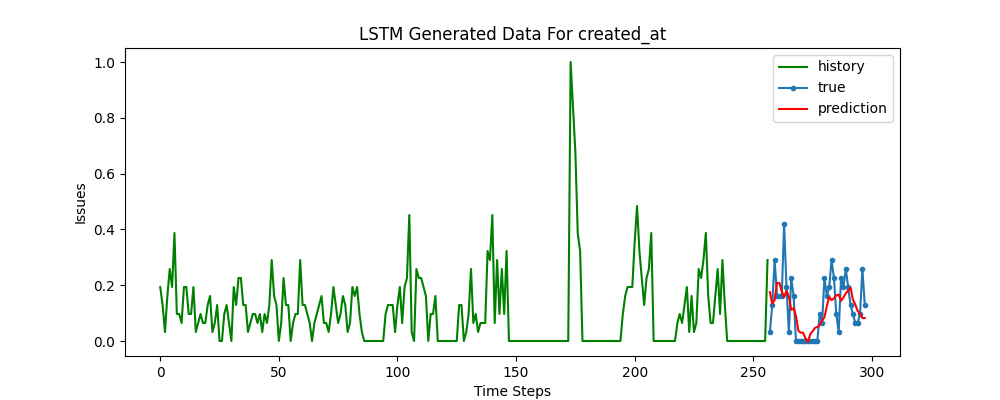 LSTM Generated Data For created_at
history
true
prediction
1.0
0.8
0.6
0.4
0.2
0.0
Issues
0
50
100
150
200
250
300
Time Steps